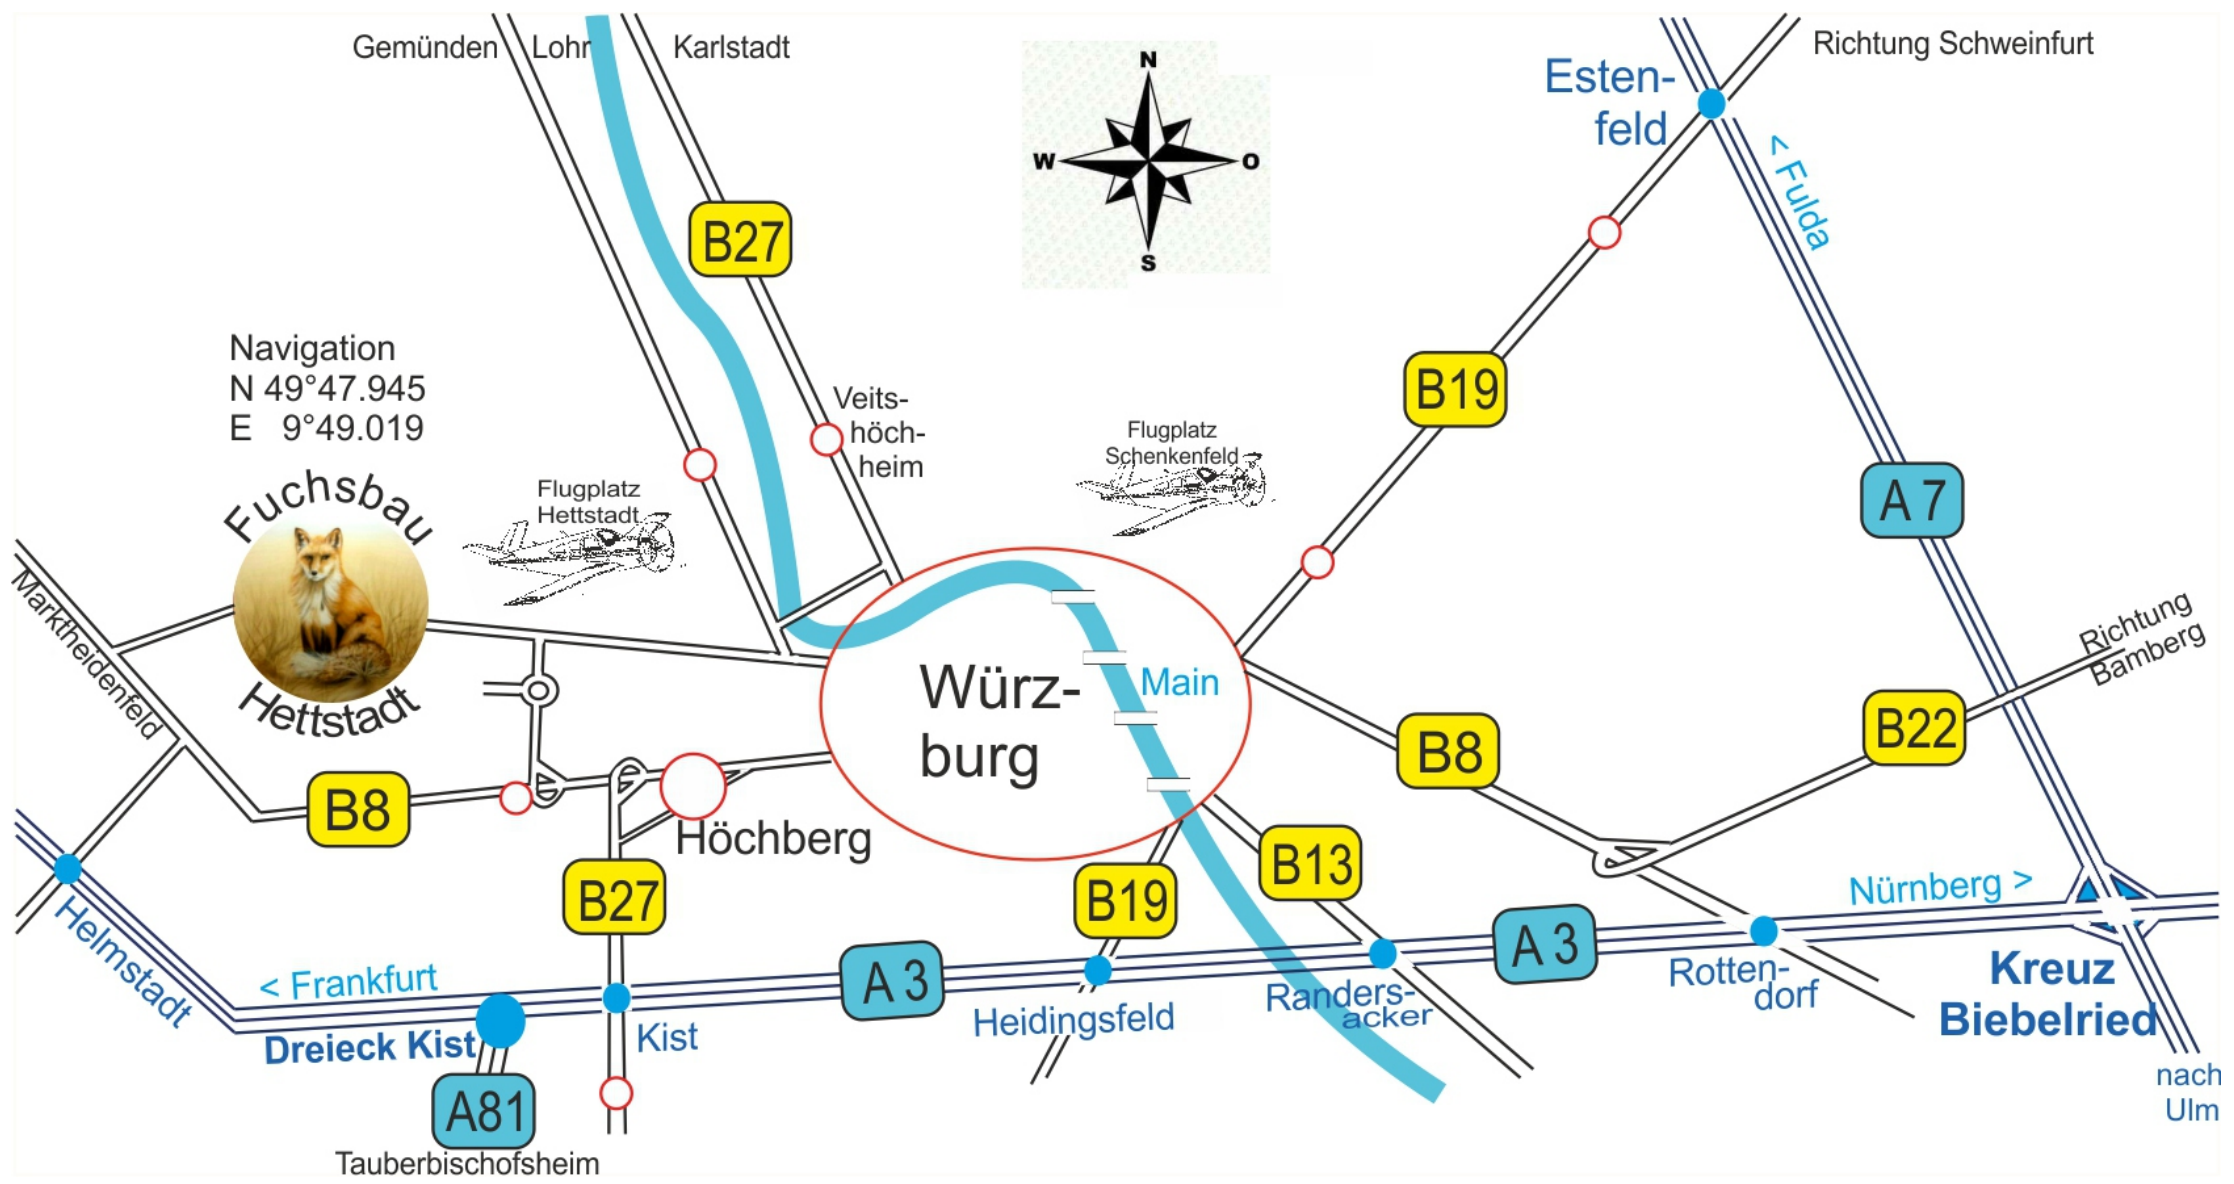 Gemünden
Lohr
Karlstadt
Richtung Schweinfurt
N
W
O
S
Esten-
feld
< Fulda
B27
B19
Navigation
N 49°47.945
E 9°49.019
Veits-
höch-
heim
Flugplatz
Schenkenfeld
Flugplatz
Hettstadt
Fuchsbau
Hettstadt
A 7
Marktheidenfeld
Richtung
Bamberg
Würz-
burg
Main
B8
B22
B8
Höchberg
B13
B27
B19
Nürnberg >
Helmstadt
< Frankfurt
A 3
A 3
Dreieck Kist
Kist
Heidingsfeld
Randers-
acker
Rotten-
dorf
Kreuz
Biebelried
A81
Tauberbischofsheim
nach
Ulm